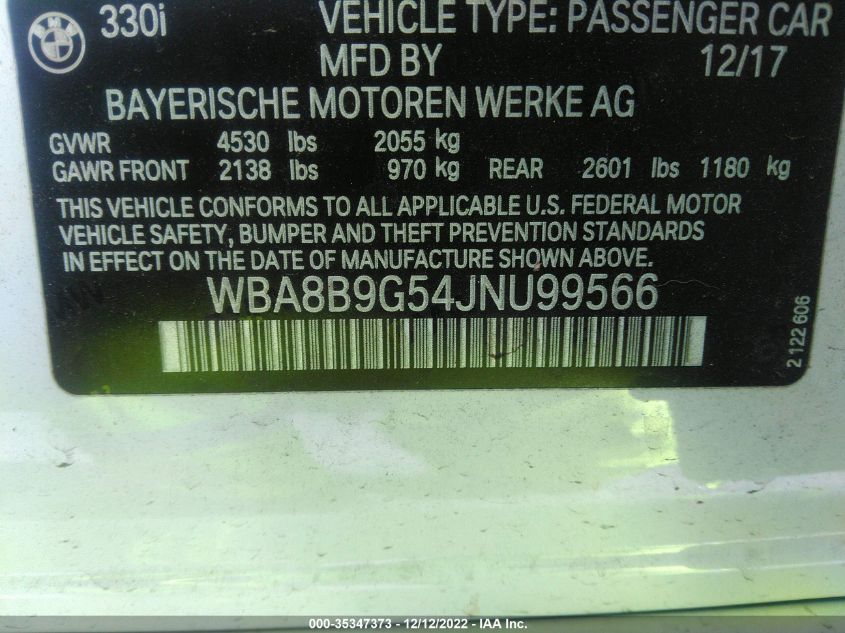 BMW
330i VEHICLE TYPE: PASSENGER CAR
MFD BY 12/17
BAYERISCHE MOTOREN WERKE AG
GVWR 4530 lbs 2055 kg
GAWR FRONT 2138 lbs 970 kg REAR 2601 lbs 1180 kg
THIS VEHICLE CONFORMS TO ALL APPLICABLE U.S. FEDERAL MOTOR
VEHICLE SAFETY, BUMPER AND THEFT PREVENTION STANDARDS
IN EFFECT ON THE DATE OF MANUFACTURE SHOWN ABOVE.
WBA8B9G54JNU99566
2 122 606
000-35347373 - 12/12/2022 - IAA Inc.